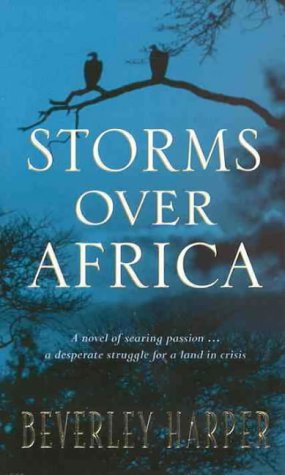 STORMS
OVER
AFRICA
A novel of searing passion ...
a desperate struggle for a land in crisis
BEVERLEY HARPER